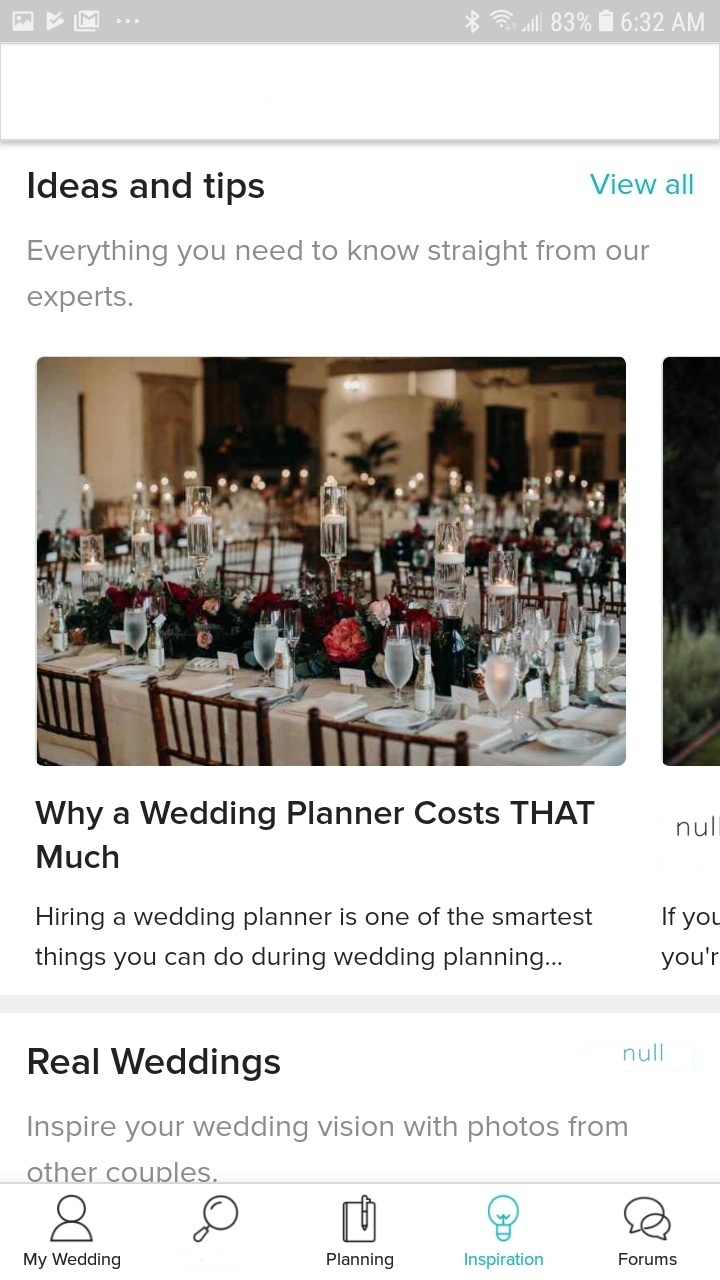 83% 6:32 AM
Ideas and tips
View all
Everything you need to know straight from our
experts.
Why a Wedding Planner Costs THAT
Much
Hiring a wedding planner is one of the smartest
things you can do during wedding planning...
null
If you
you'r
Real Weddings
null
Inspire your wedding vision with photos from
other couples.
My Wedding
Planning
Inspiration
Forums